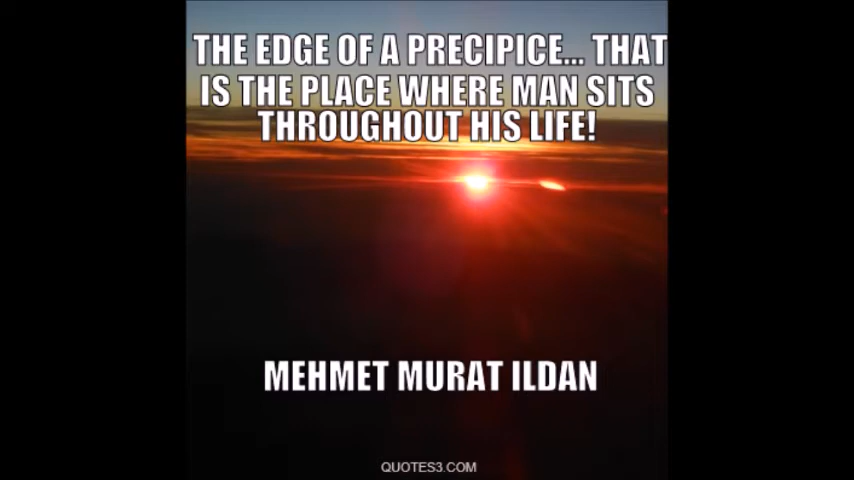 THE EDGE OF A PRECIPICE... THAT
IS THE PLACE WHERE MAN SITS
THROUGHOUT HIS LIFE!
MEHMET MURAT ILDAN
QUOTES3.COM